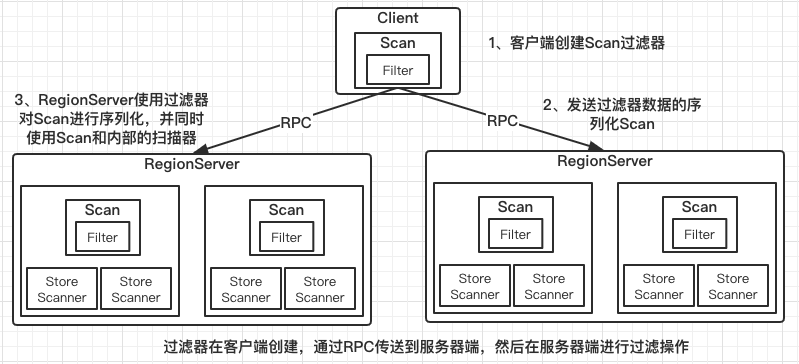 Client
Scan
Filter
1、客户端创建Scan过滤器
3、RegionServer使用过滤器
对Scan进行序列化，并同时
使用Scan和内部的扫描器
RPC
RPC
2、发送过滤器数据的序
列化Scan
RegionServer
Scan
Filter
Store
Scanner
Store
Scanner
Scan
Filter
Store
Scanner
Store
Scanner
RegionServer
Scan
Filter
Store
Scanner
Store
Scanner
Scan
Filter
Store
Scanner
Store
Scanner
过滤器在客户端创建，通过RPC传送到服务器端，然后在服务器端进行过滤操作